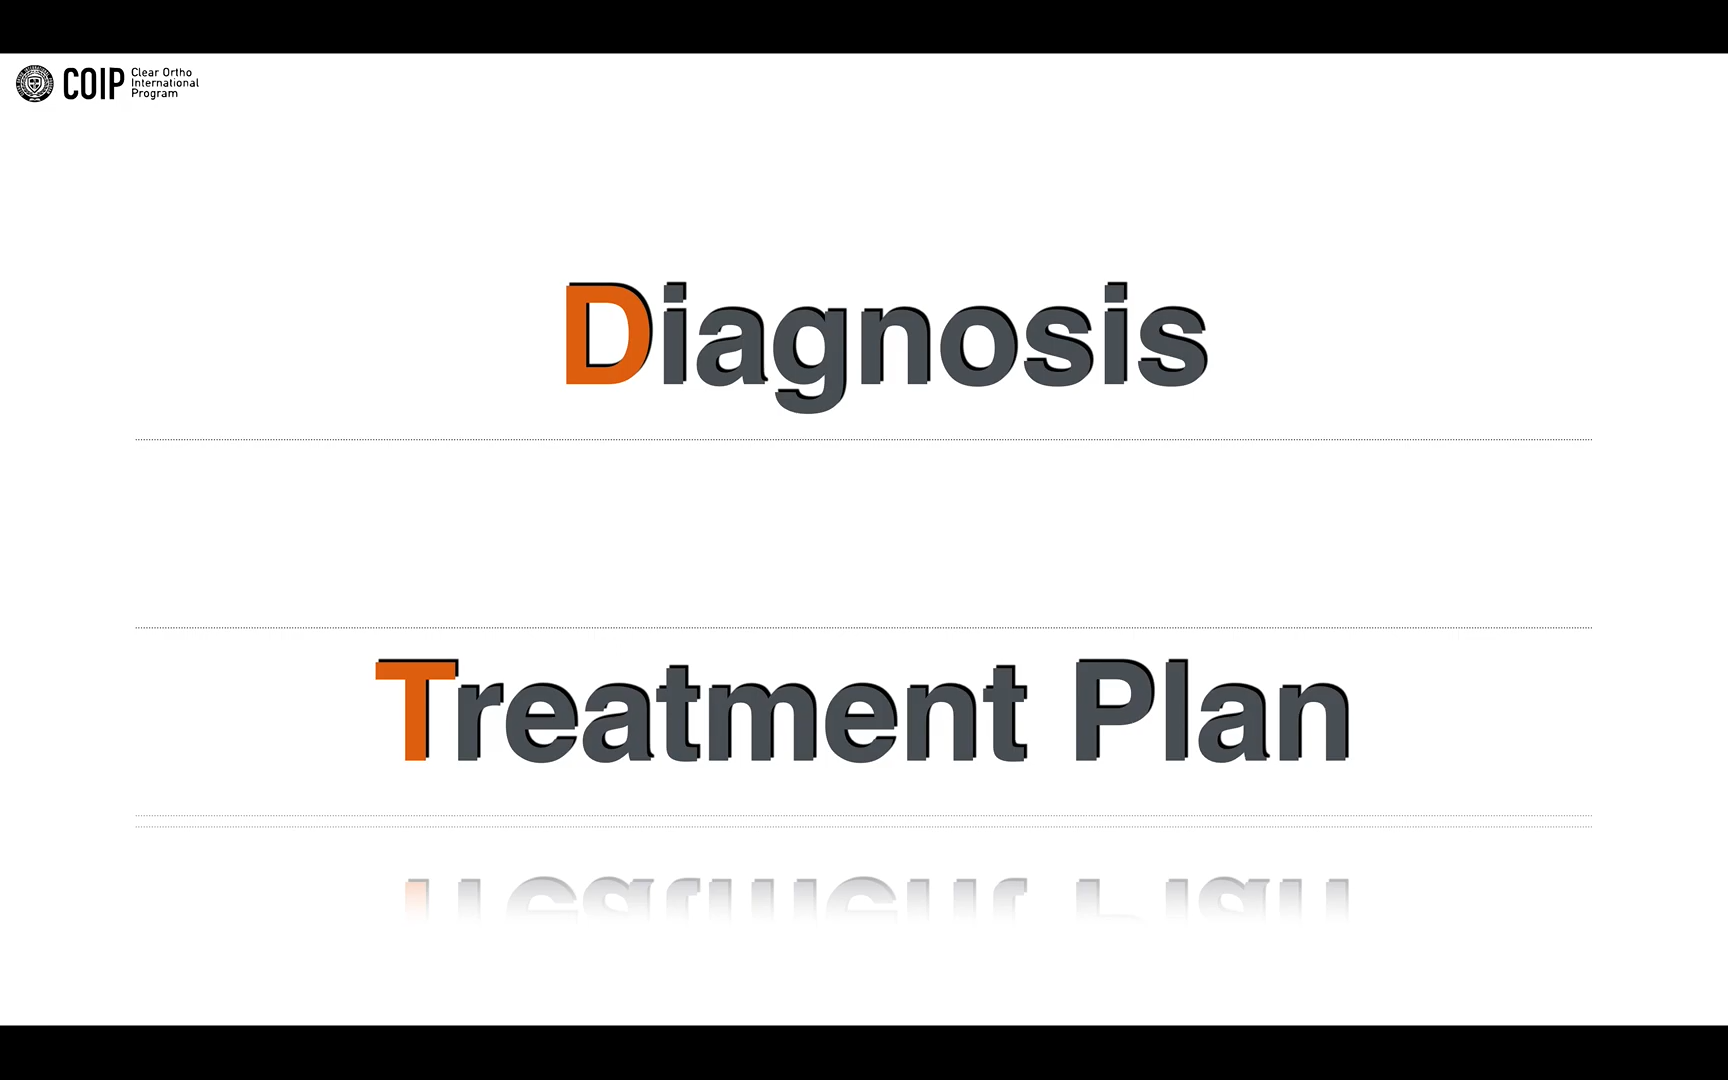 COIP
Clear Ortho
International
Program
Diagnosis
Treatment Plan